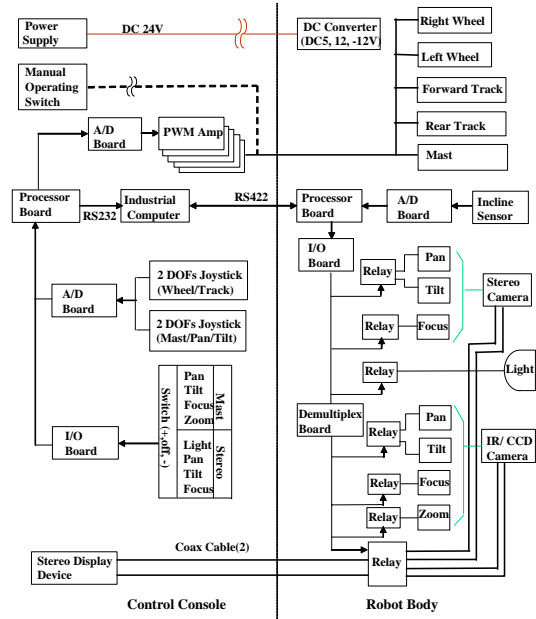 Power
Supply
DC 24V
DC Converter
(DC5, 12, -12V)
Right Wheel
Left Wheel
Forward Track
Rear Track
Mast
Manual
Operating
Switch
A/D
Board
PWM Amp
Processor
Board
RS232
Industrial
Computer
RS422
Processor
Board
A/D
Board
Incline
Sensor
I/O
Board
Relay
Pan
Tilt
Stereo
Camera
Relay
Focus
A/D
Board
2 DOFs Joystick
(Wheel/Track)
2 DOFs Joystick
(Mast/Pan/Tilt)
Relay
Light
Switch (+,off, -)
Pan
Tilt
Focus
Zoom
Mast
Light
Pan
Tilt
Focus
Stereo
I/O
Board
Demultiplex
Board
Relay
Pan
Tilt
IR/ CCD
Camera
Relay
Focus
Relay
Zoom
Coax Cable(2)
Stereo Display
Device
Relay
Control Console
Robot Body